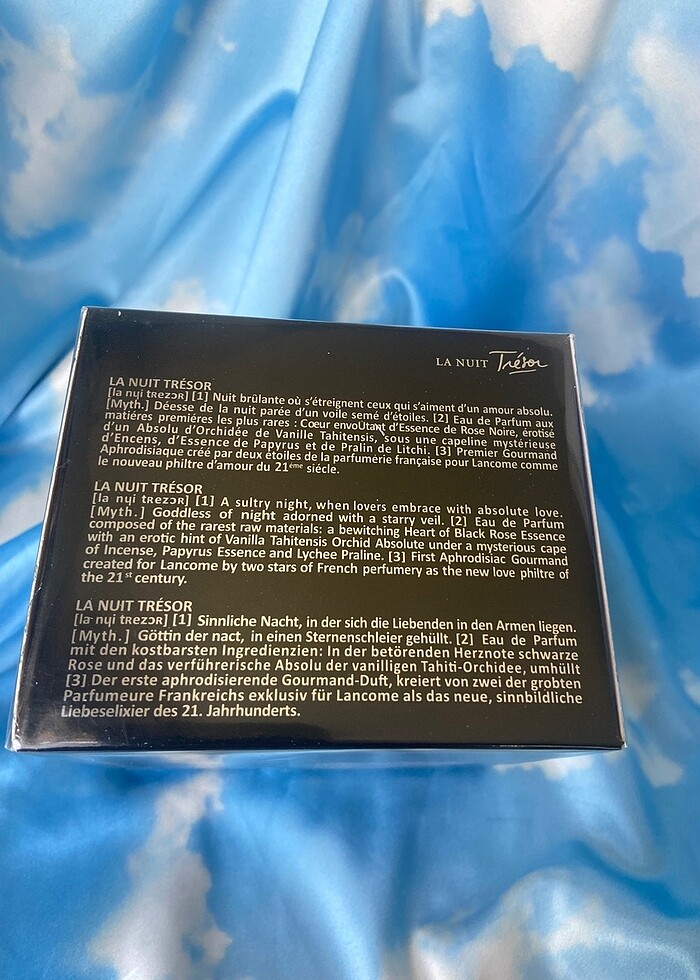 LA NUIT Trésor
LA NUIT TRÉSOR
[la nɥi trezɔR] [1] Nuit brûlante où s'étreignent ceux qui s'aiment d'un amour absolu.
[Myth.] Déesse de la nuit parée d'un voile semé d'étoiles. [2] Eau de Parfum aux
matières premiéres les plus rares : Cœur envoÛtant d'Essence de Rose Noire, érotisé
d'un Absolu d'Orchidée de Vanille Tahitensis, sous une capeline mystérieuse
d'Encens, d'Essence de Papyrus et de Pralin de Litchi. [3] Premier Gourmand
Aphrodisiaque créé par deux étoiles de la parfumerie française pour Lancome comme
le nouveau philtre d'amour du 21ème siécle.
LA NUIT TRÉSOR
[la nɥi trezɔR] [1] A sultry night, when lovers embrace with absolute love.
[Myth.] Goddless of night adorned with a starry veil. [2] Eau de Parfum
composed of the rarest raw materials: a bewitching Heart of Black Rose Essence
with an erotic hint of Vanilla Tahitensis Orchid Absolute under a mysterious cape
of Incense, Papyrus Essence and Lychee Praline. [3] First Aphrodisiac Gourmand
created for Lancome by two stars of French perfumery as the new love philtre of
the 21st century.
LA NUIT TRÉSOR
[la nɥi trezɔR] [1] Sinnliche Nacht, in der sich die Liebenden in den Armen liegen.
[Myth.] Göttin der nact, in einen Sternenschleier gehüllt. [2] Eau de Parfum
mit den kostbarsten Ingredienzien: In der betörenden Herznote schwarze
Rose und das verführerische Absolu der vanilligen Tahiti-Orchidee, umhüllt
[3] Der erste aphrodisierende Gourmand-Duft, kreiert von zwei der grobten
Parfumeure Frankreichs exklusiv für Lancome als das neue, sinnbildliche
Liebeselixier des 21. Jahrhunderts.